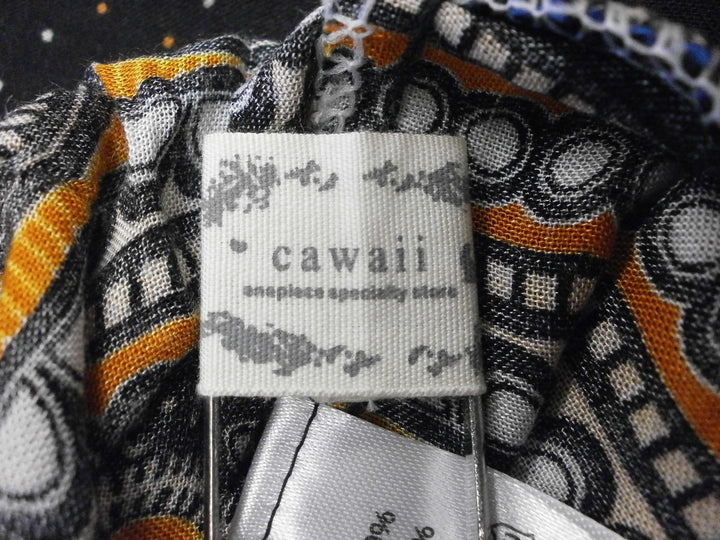 cawaii
onepiece specialty store
%
%